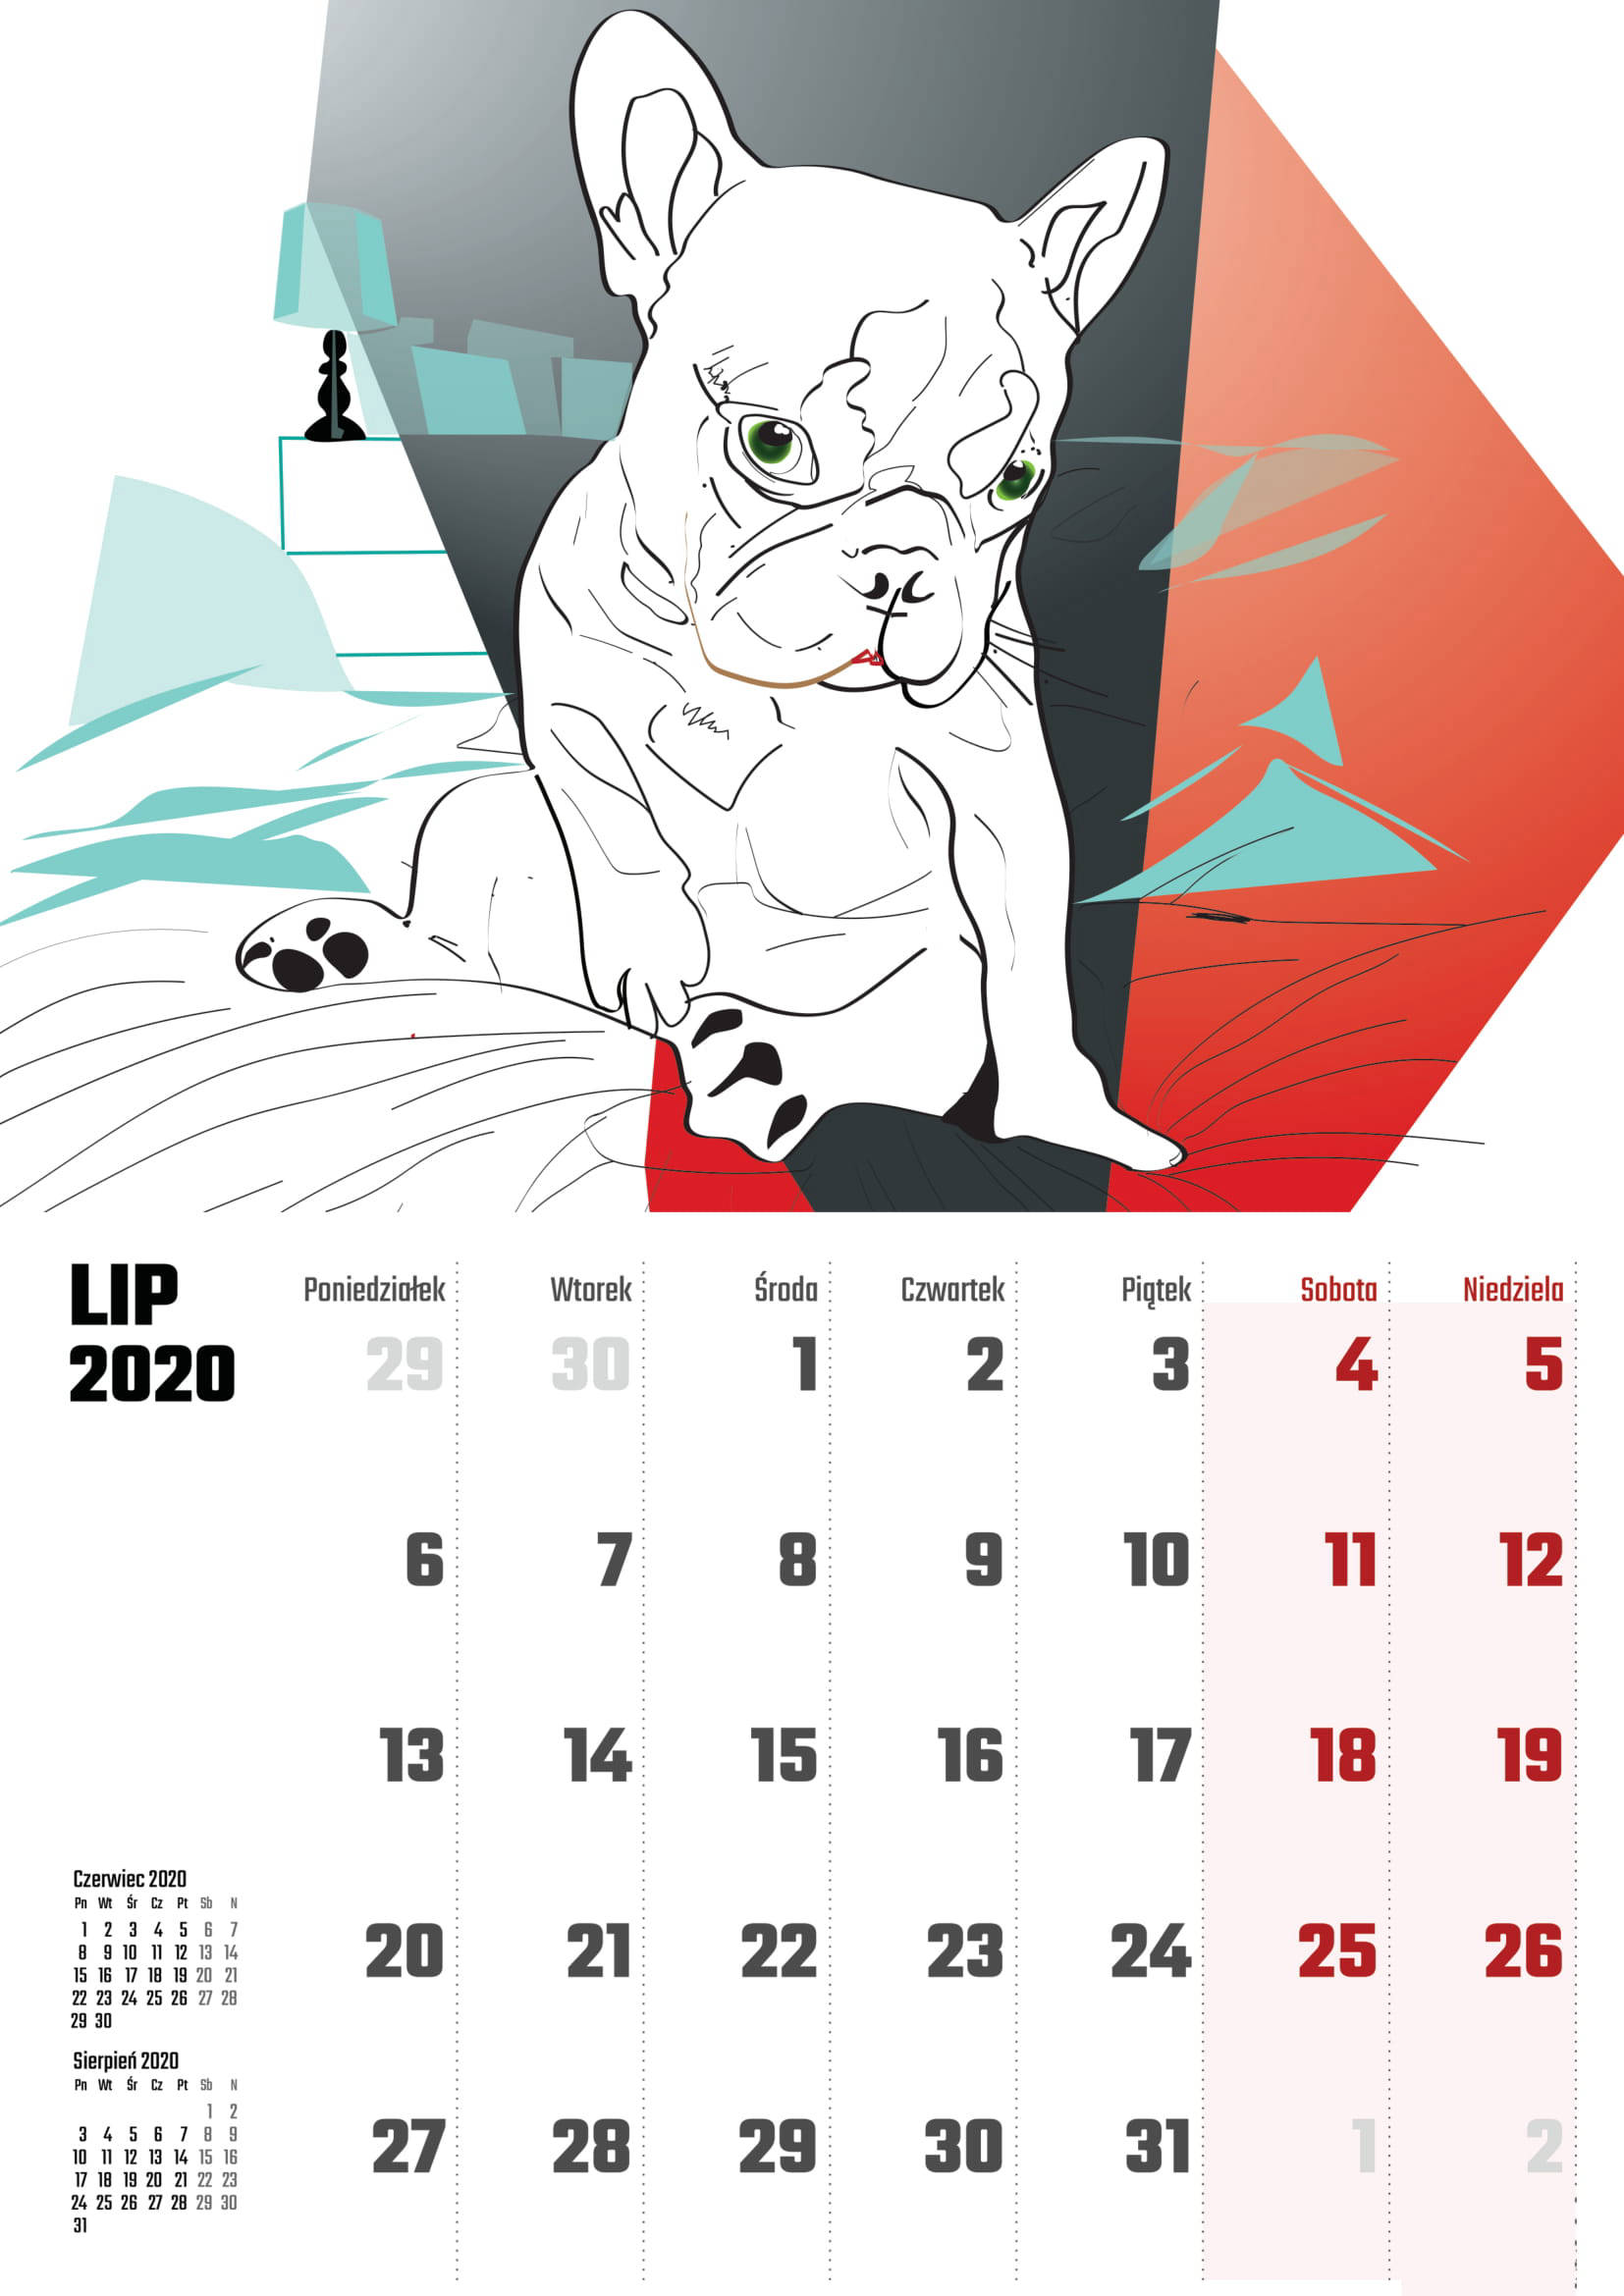 LIP
2020
Poniedziałek Wtorek Środa Czwartek Piątek Sobota Niedziela
29 30 1 2 3 4 5
6 7 8 9 10 11 12
13 14 15 16 17 18 19
20 21 22 23 24 25 26
27 28 29 30 31 1 2
Czerwiec 2020
Pn Wt Śr Cz Pt Sb N
1 2 3 4 5 6 7
8 9 10 11 12 13 14
15 16 17 18 19 20 21
22 23 24 25 26 27 28
29 30
Sierpień 2020
Pn Wt Śr Cz Pt Sb N
1 2
3 4 5 6 7 8 9
10 11 12 13 14 15 16
17 18 19 20 21 22 23
24 25 26 27 28 29 30
31